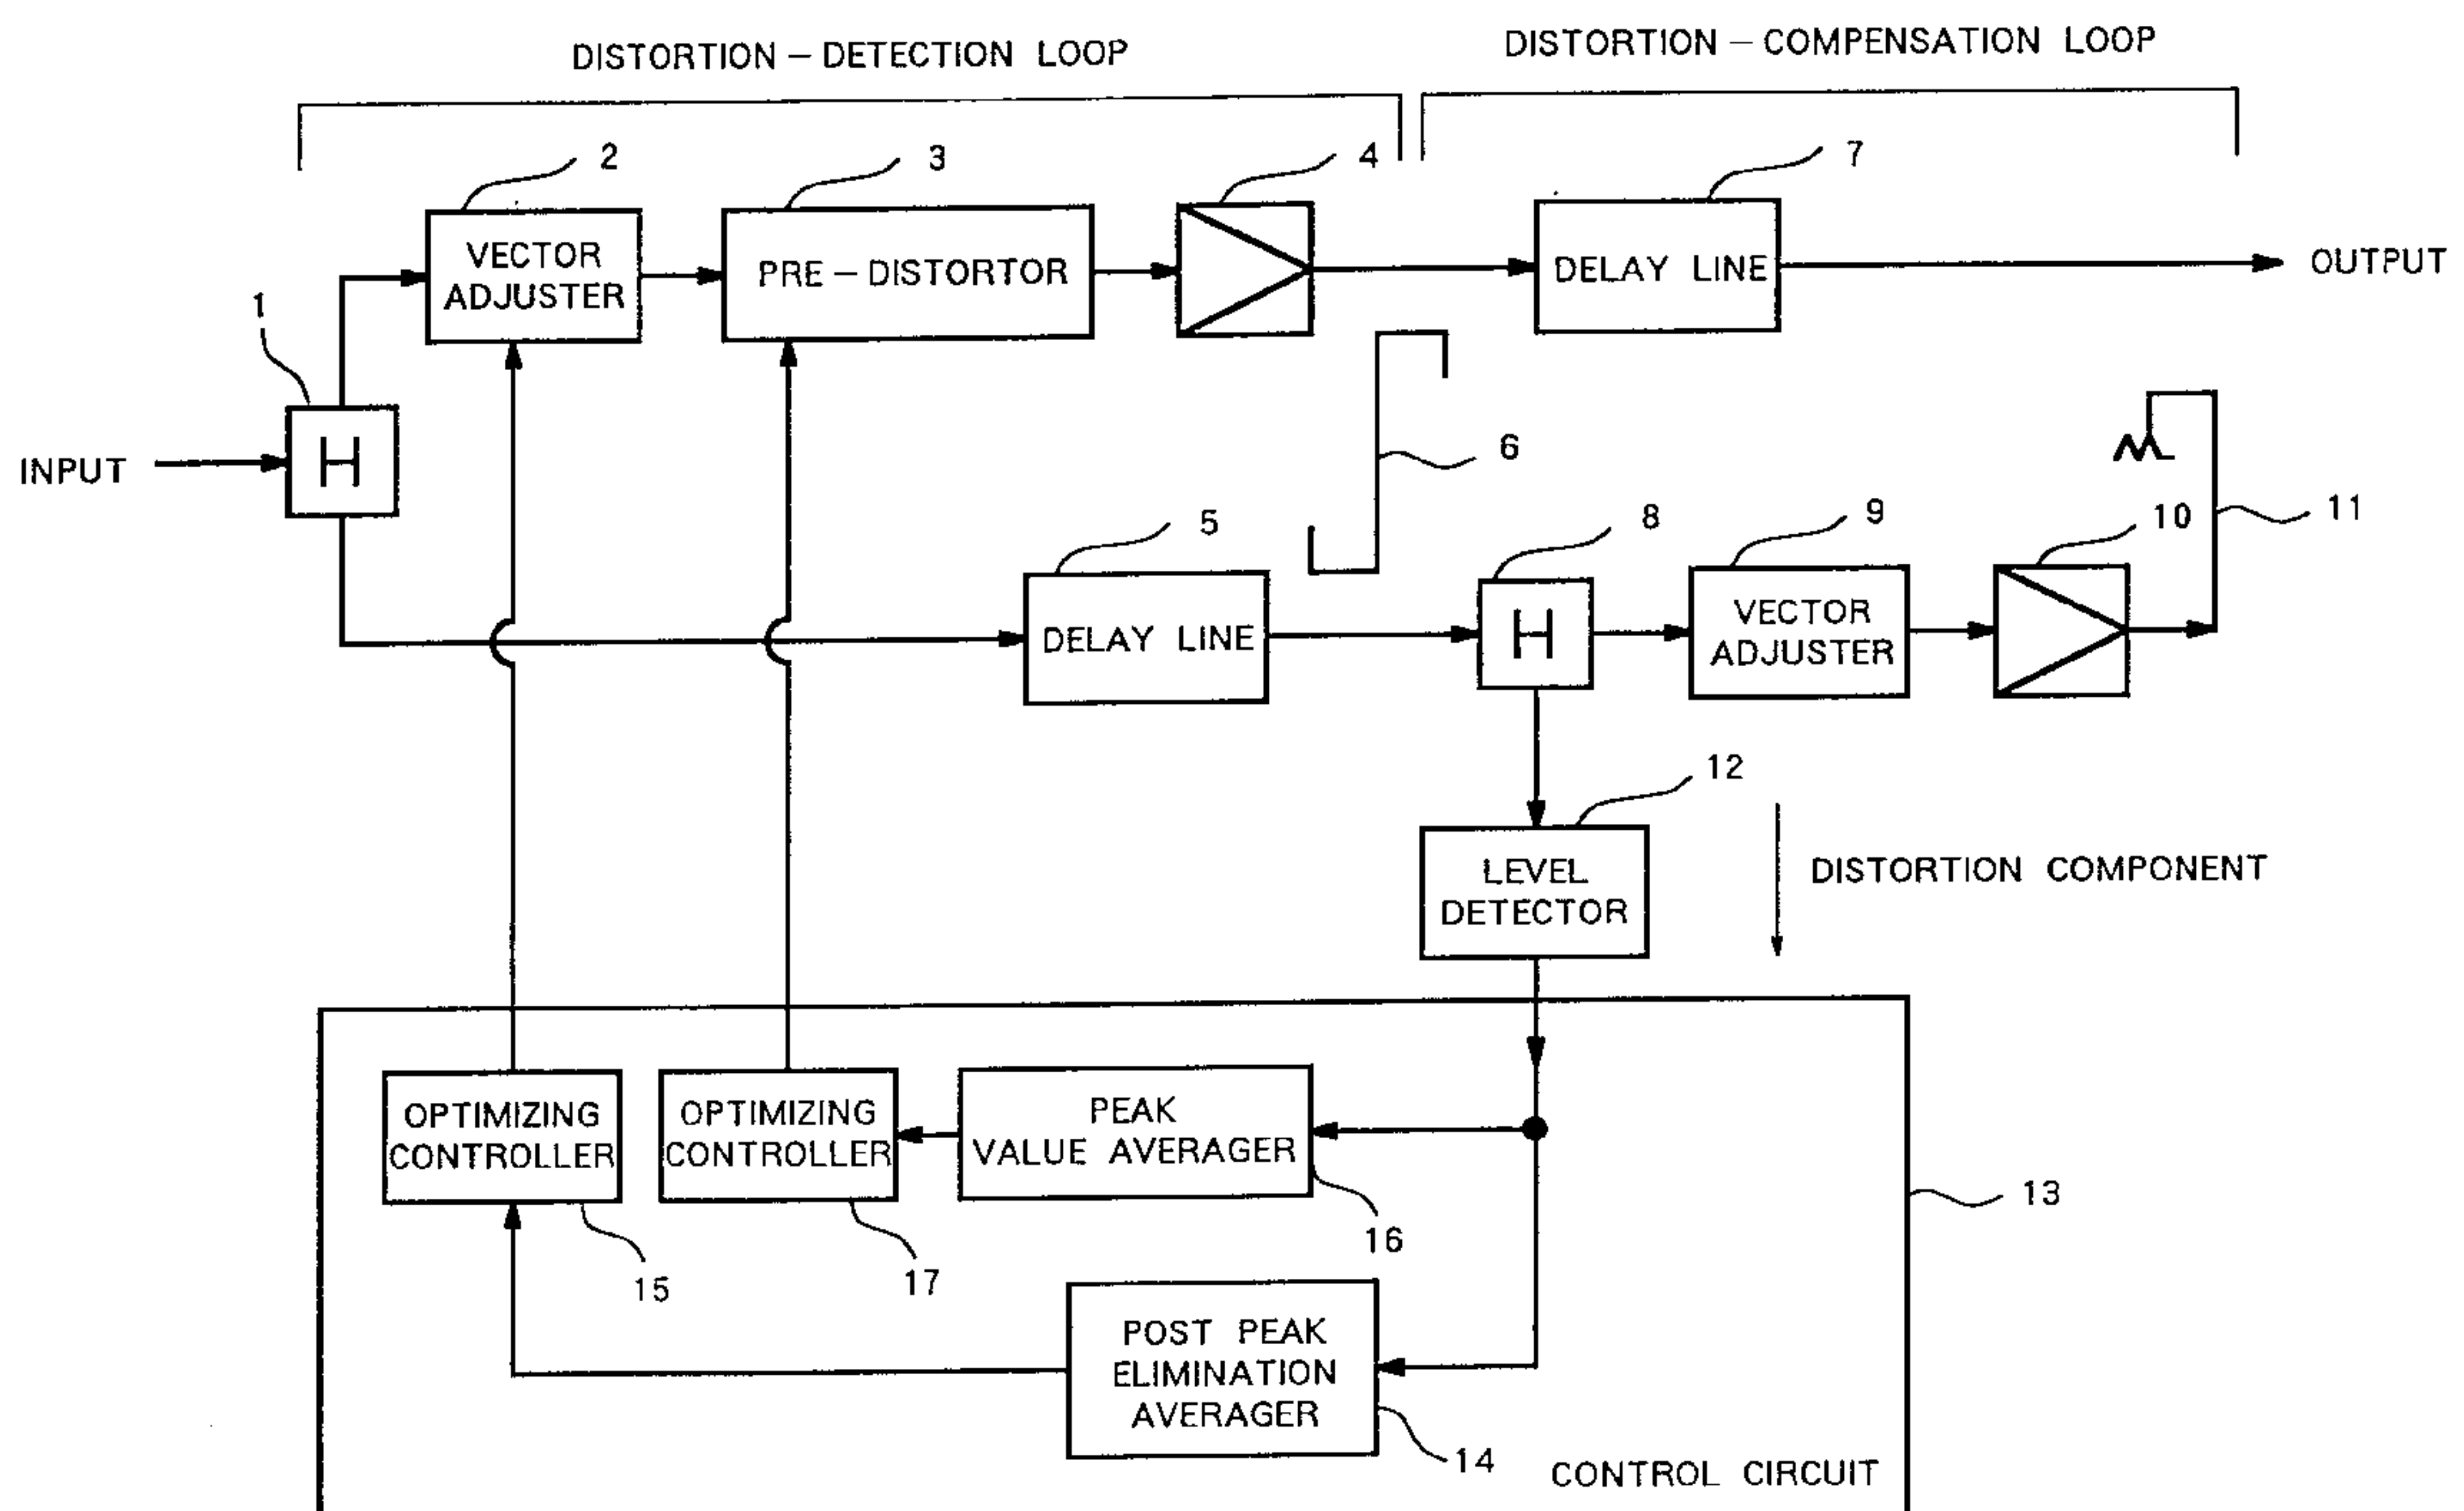 DISTORTION – DETECTION LOOP
DISTORTION – COMPENSATION LOOP
2
3
4
7
VECTOR
ADJUSTER
PRE – DISTORTOR
DELAY LINE
OUTPUT
1
H
INPUT
6
5
8
9
10
11
DELAY LINE
H
VECTOR
ADJUSTER
12
LEVEL
DETECTOR
DISTORTION COMPONENT
OPTIMIZING
CONTROLLER
OPTIMIZING
CONTROLLER
PEAK
VALUE AVERAGER
13
15
17
16
POST PEAK
ELIMINATION
AVERAGER
14
CONTROL CIRCUIT